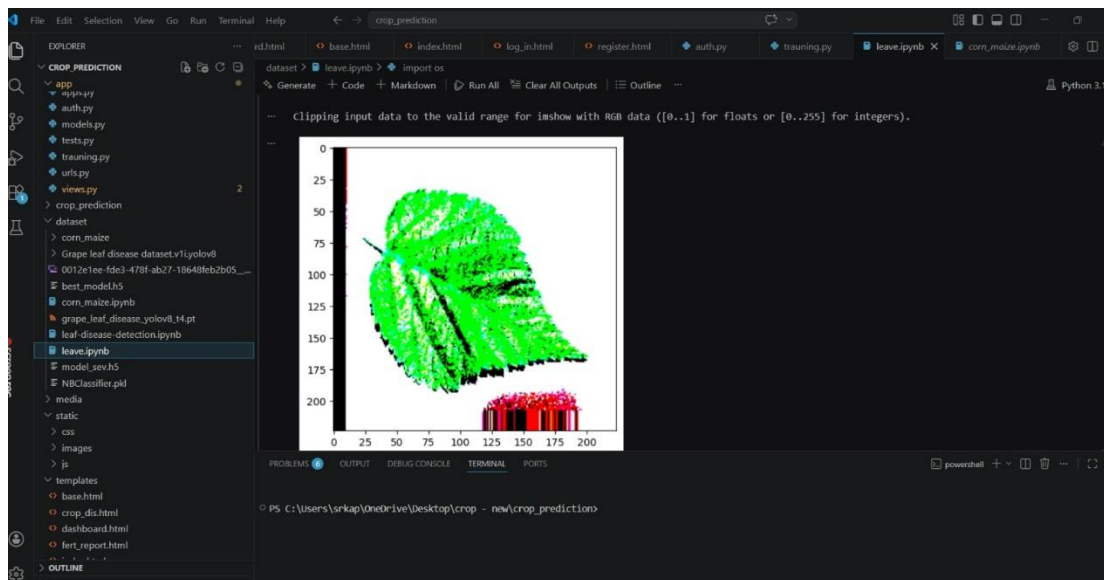 File Edit Selection View Go Run Terminal Help
crop_prediction
EXPLORER
rd.html
base.html
index.html
log_in.html
register.html
auth.py
trauning.py
leave.ipynb
corn_maize.ipynb
CROP_PREDICTION
dataset > leave.ipynb > import os
app
Generate + Code + Markdown | Run All Clear All Outputs | Outline ...
Python 3.1
apps.py
auth.py
models.py
tests.py
trauning.py
urls.py
views.py 2
crop_prediction
dataset
corn_maize
Grape leaf disease dataset.v1i.yolov8
0012e1ee-fde3-478f-ab27-18648feb2b05__...
best_model.h5
corn_maize.ipynb
grape_leaf_disease_yolov8_t4.pt
leaf-disease-detection.ipynb
leave.ipynb
model_sev.h5
NBClassifier.pkl
media
static
css
images
js
templates
base.html
crop_dis.html
dashboard.html
fert_report.html
OUTLINE
Clipping input data to the valid range for imshow with RGB data ([0..1] for floats or [0..255] for integers).
0
25
50
75
100
125
150
175
200
0 25 50 75 100 125 150 175 200
PROBLEMS 6 OUTPUT DEBUG CONSOLE TERMINAL PORTS
powershell
PS C:\Users\srkap\OneDrive\Desktop\crop - new\crop_prediction>